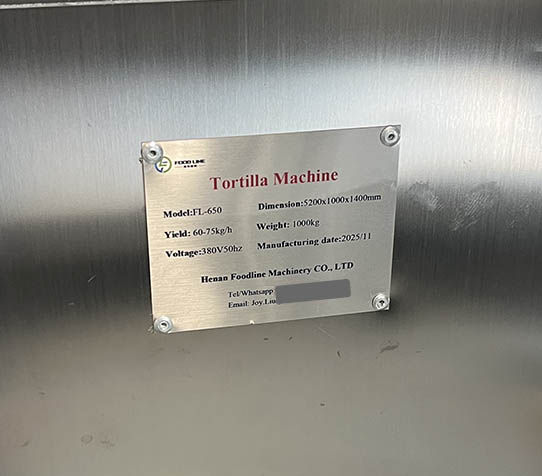 FOOD LINE
Tortilla Machine
Model:FL-650
Dimension:5200x1000x1400mm
Yield: 60-75kg/h
Weight: 1000kg
Voltage:380V50hz
Manufacturing date:2025/11
Henan Foodline Machinery CO., LTD
Tel/Whatsapp:
Email: Joy.Liu